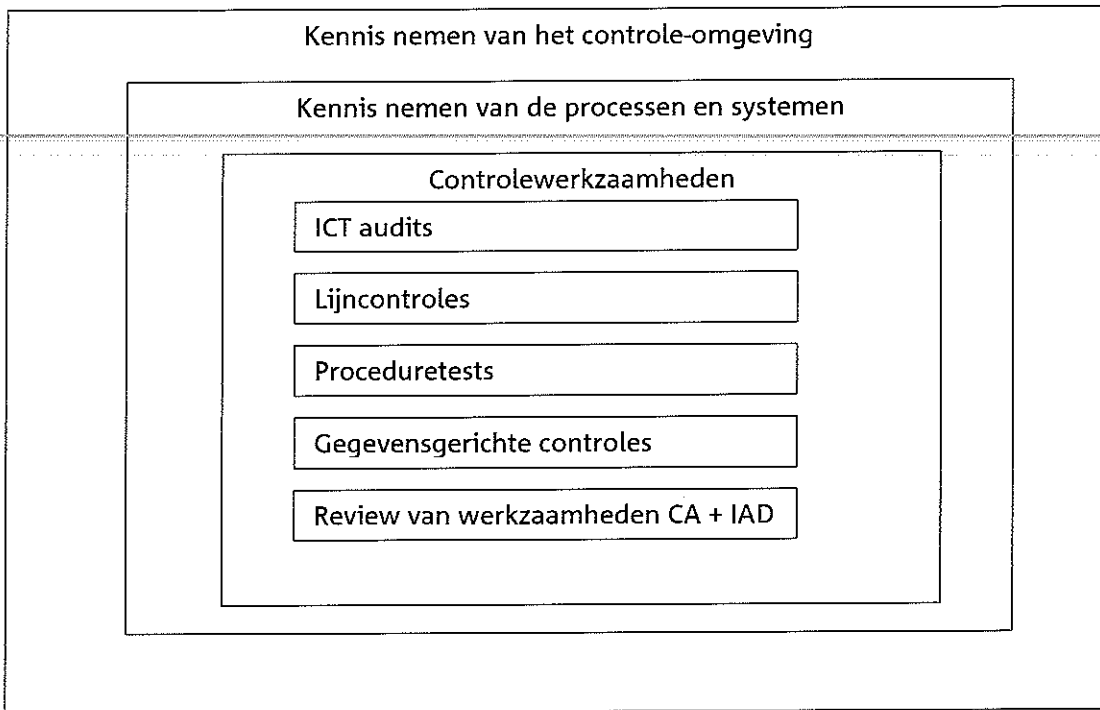 Kennis nemen van het controle-omgeving
Kennis nemen van de processen en systemen
Controlewerkzaamheden
ICT audits
Lijncontroles
Proceduretests
Gegevensgerichte controles
Review van werkzaamheden CA + IAD